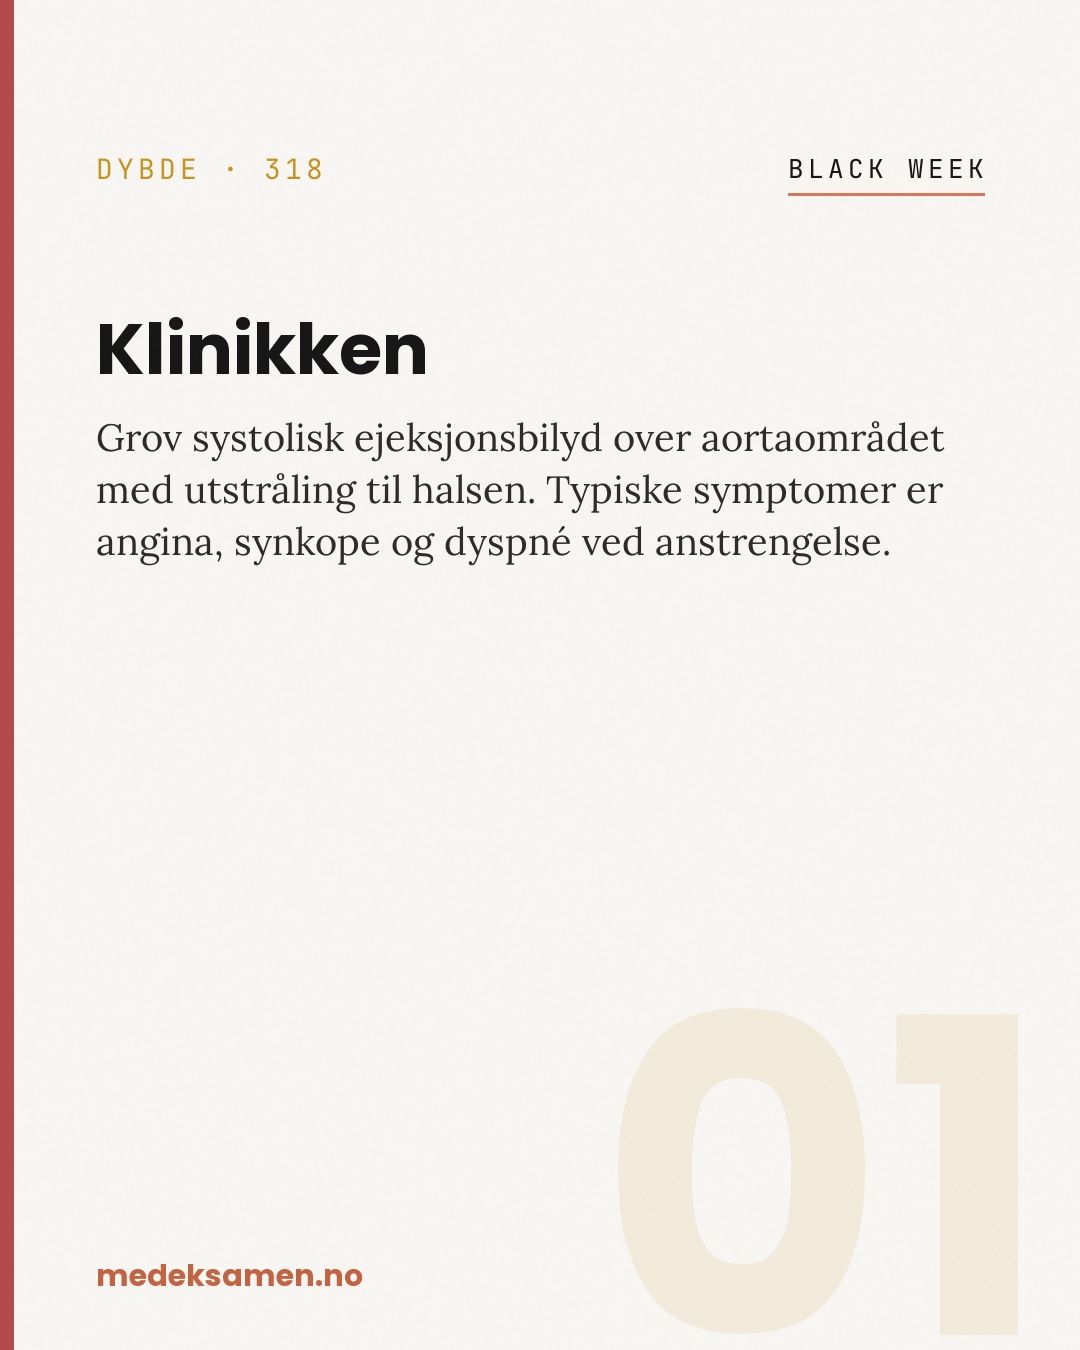 DYBDE · 318
BLACK WEEK
Klinikken
Grov systolisk ejeksjonsbilyd over aortaområdet
med utstråling til halsen. Typiske symptomer er
angina, synkope og dyspné ved anstrengelse.
01
medeksamen.no